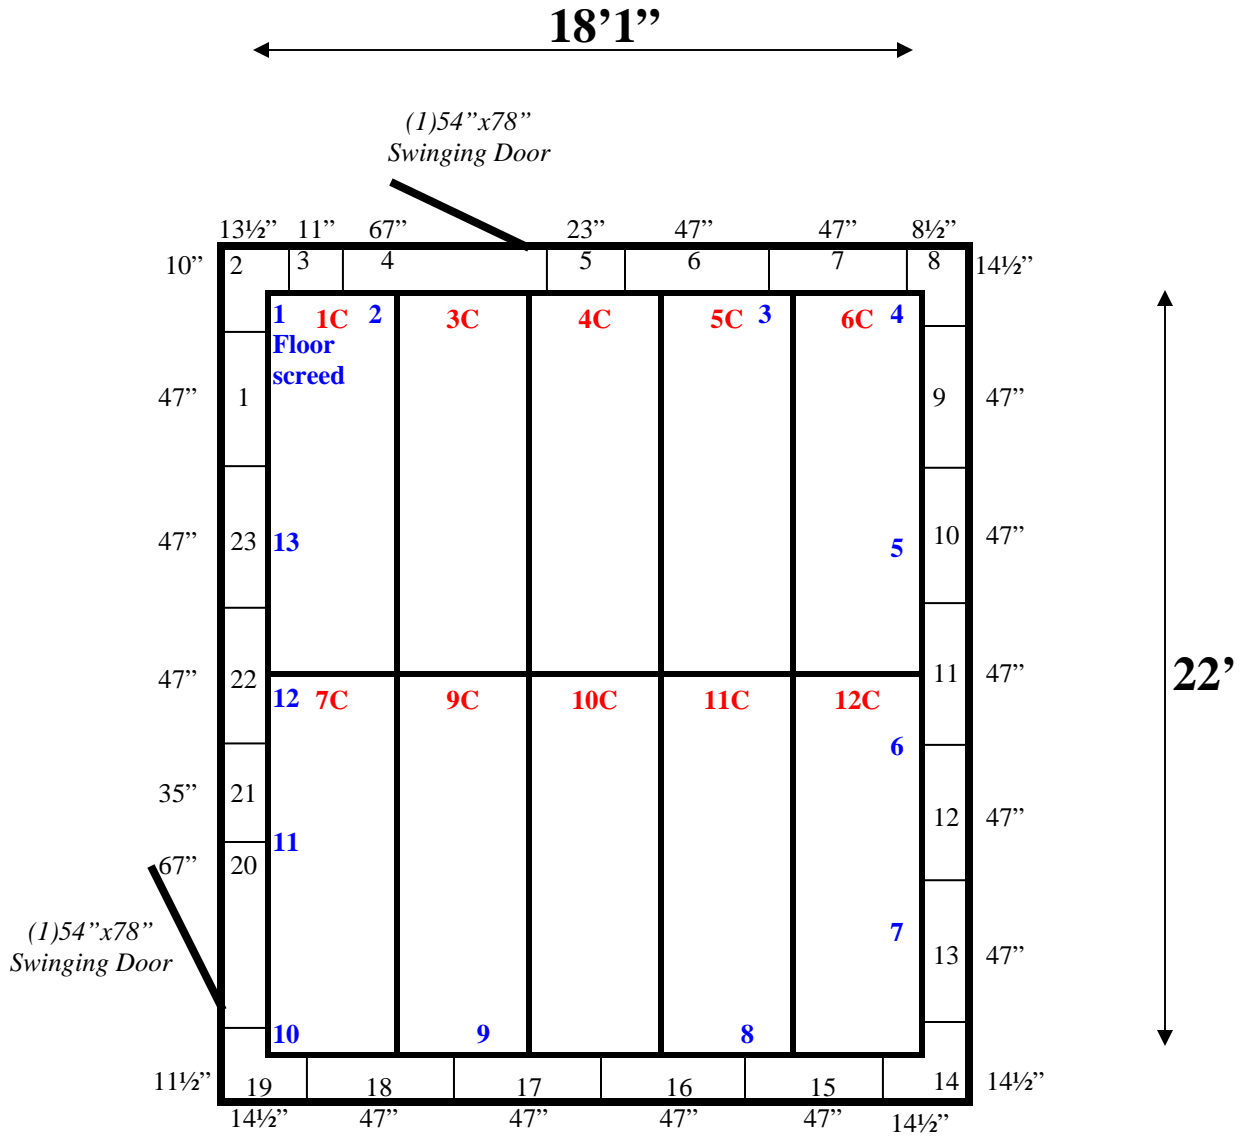 18’1”
(1)54”x78”
Swinging Door
13½” 11” 67” 23” 47” 47” 8½”
10” 2 3 4 5 6 7 8 14½”
1 1C 2 3C 4C 5C 3 6C 4
Floor
screed
47” 1 9 47”
47” 23 13 5 10 47”
47” 22 11 47”
22'
12 7C 9C 10C 11C 12C
6
35” 21 12 47”
11
67” 20
(1)54”x78”
Swinging Door
7
13 47”
10 9 8
11½” 19 18 17 16 15 14 14½”
14½” 47” 47” 47” 47” 14½”